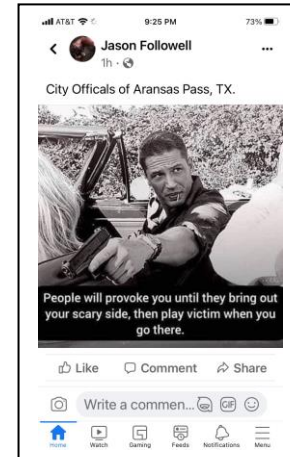 AT&T 9:25 PM 73%
Jason Followell
1h
City Officals of Aransas Pass, TX.
People will provoke you until they bring out
your scary side, then play victim when you
go there.
Like Comment Share
Write a commen... GIF
Home Watch Gaming Feeds Notifications Menu